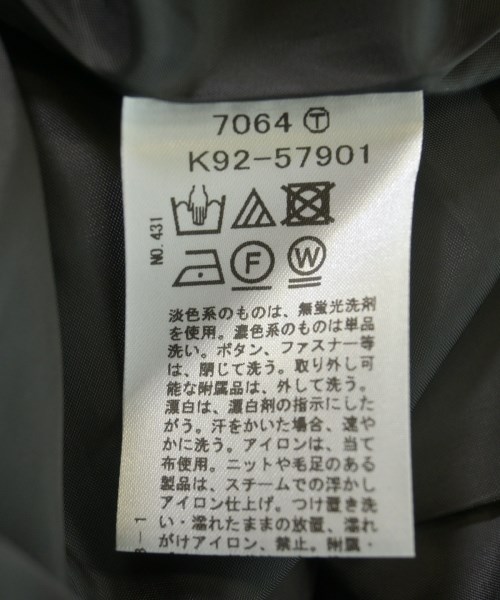 7064 Ⓣ
K92-57901
NO.431
F
W
淡色系のものは、無蛍光洗剤
を使用。濃色系のものは単品
洗い。ボタン、ファスナー等
は、閉じて洗う。取り外し可
能な附属品は、外して洗う。
漂白は、漂白剤の指示にした
がう。汗をかいた場合、速や
かに洗う。アイロンは、当て
布使用。ニットや毛足のある
製品は、スチームでの浮かし
アイロン仕上げ。つけ置き洗
い・濡れたままの放置、濡れ
がけアイロン、禁止。附属・